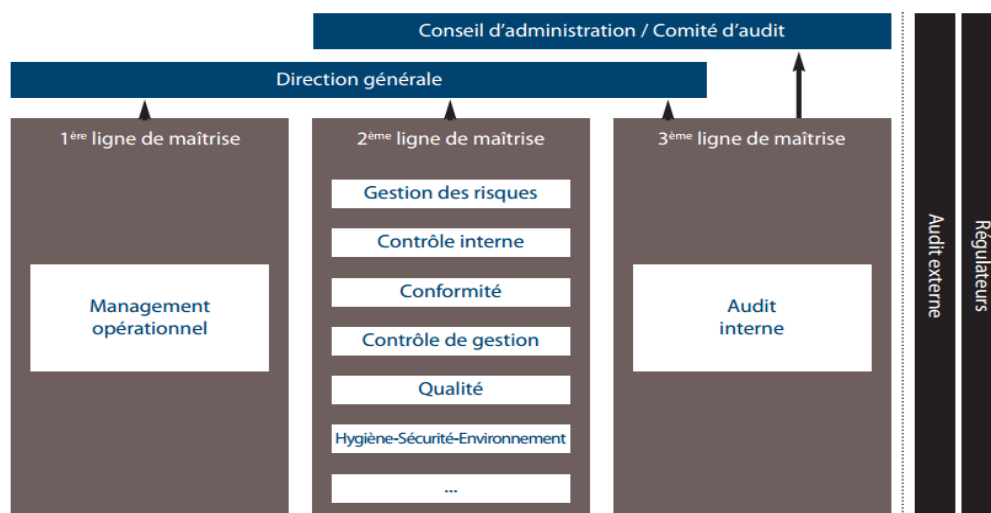 Conseil d'administration / Comité d'audit
Direction générale
1ère ligne de maîtrise
Management
opérationnel
2ème ligne de maîtrise
Gestion des risques
Contrôle interne
Conformité
Contrôle de gestion
Qualité
Hygiène-Sécurité-Environnement
...
3ème ligne de maîtrise
Audit
interne
Audit externe
Régulateurs